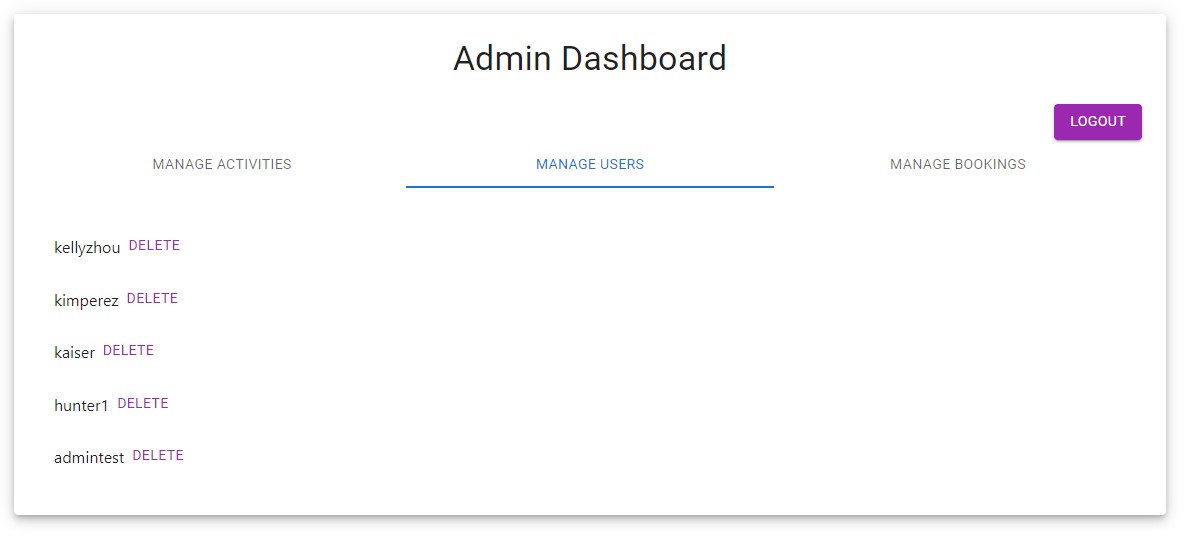 Admin Dashboard
LOGOUT
MANAGE ACTIVITIES MANAGE USERS MANAGE BOOKINGS
kellyzhou DELETE
kimperez DELETE
kaiser DELETE
hunter1 DELETE
admintest DELETE